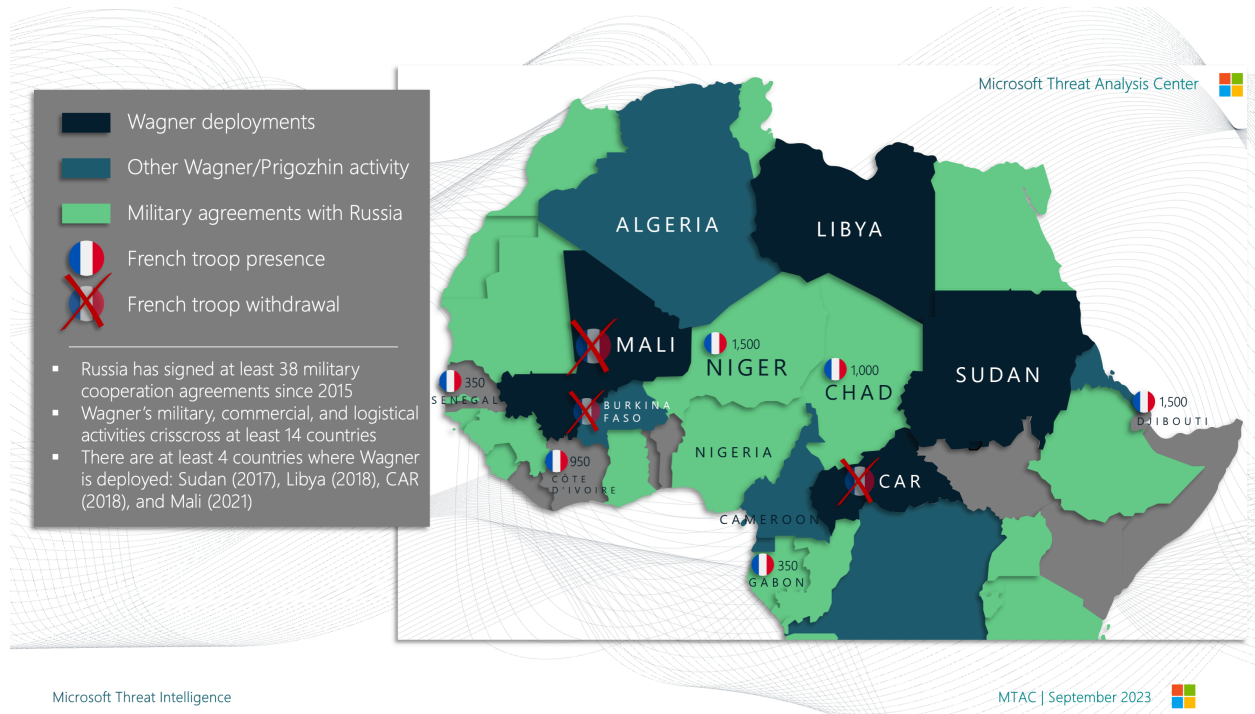 Microsoft Threat Analysis Center
Wagner deployments
Other Wagner/Prigozhin activity
Military agreements with Russia
French troop presence
French troop withdrawal
▪ Russia has signed at least 38 military
cooperation agreements since 2015
▪ Wagner's military, commercial, and logistical
activities crisscross at least 14 countries
▪ There are at least 4 countries where Wagner
is deployed: Sudan (2017), Libya (2018), CAR
(2018), and Mali (2021)
ALGERIA
LIBYA
MALI
1,500
NIGER
1,000
CHAD
SUDAN
350
SENEGAL
BURKINA
FASO
1,500
DJIBOUTI
NIGERIA
950
CÔTE
D'IVOIRE
CAR
CAMEROON
350
GABON
Microsoft Threat Intelligence
MTAC | September 2023